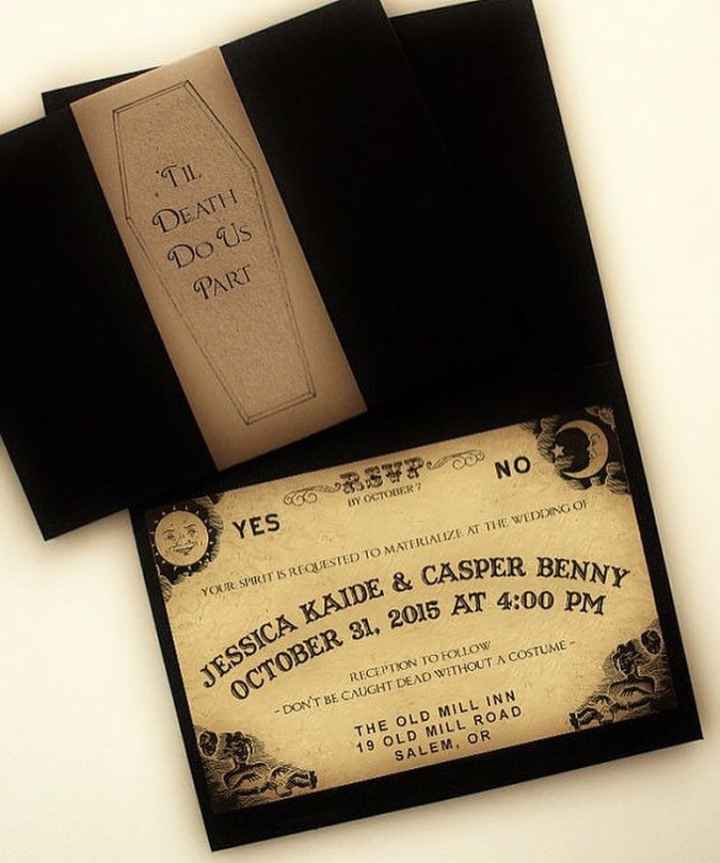 'Til
Death
Do Us
Part
RSVP
BY OCTOBER 7
YES
NO
YOUR SPIRIT IS REQUESTED TO MATERIALIZE AT THE WEDDING OF
JESSICA KAIDE & CASPER BENNY
OCTOBER 31, 2015 AT 4:00 PM
RECEPTION TO FOLLOW
- DON'T BE CAUGHT DEAD WITHOUT A COSTUME -
THE OLD MILL INN
19 OLD MILL ROAD
SALEM, OR